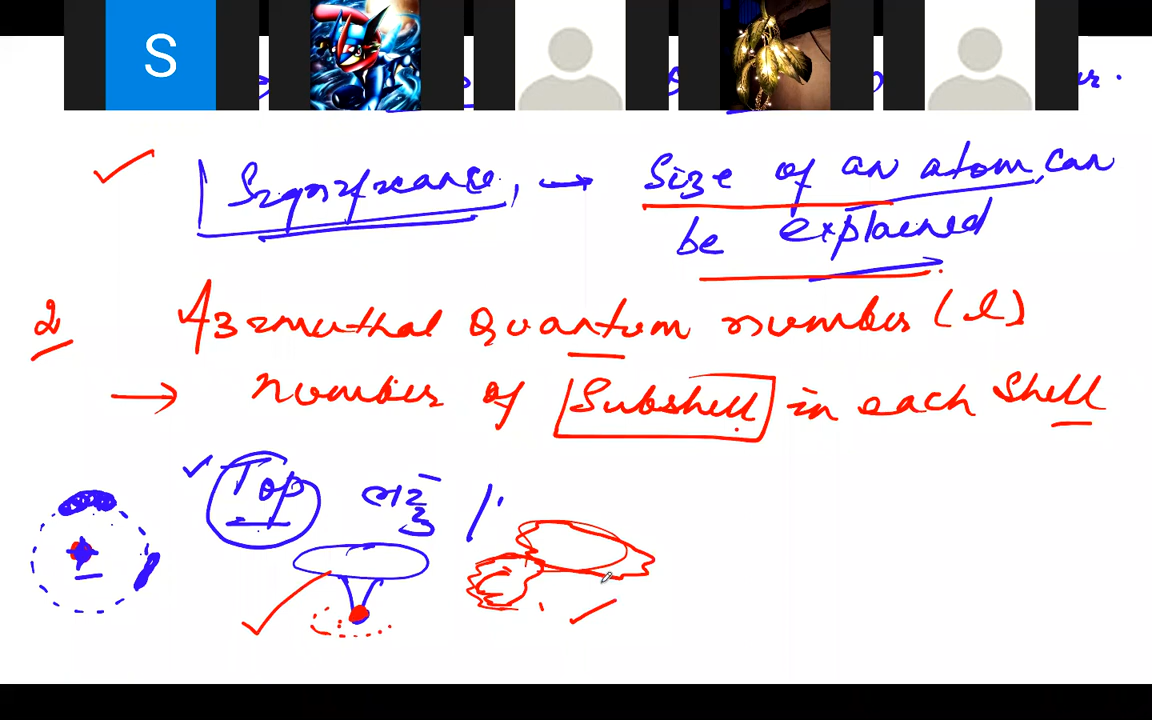 S
Significance, → Size of an atom, can
be explained
2 Azimuthal Quantum number (l)
→ number of Subshell in each Shell
Top